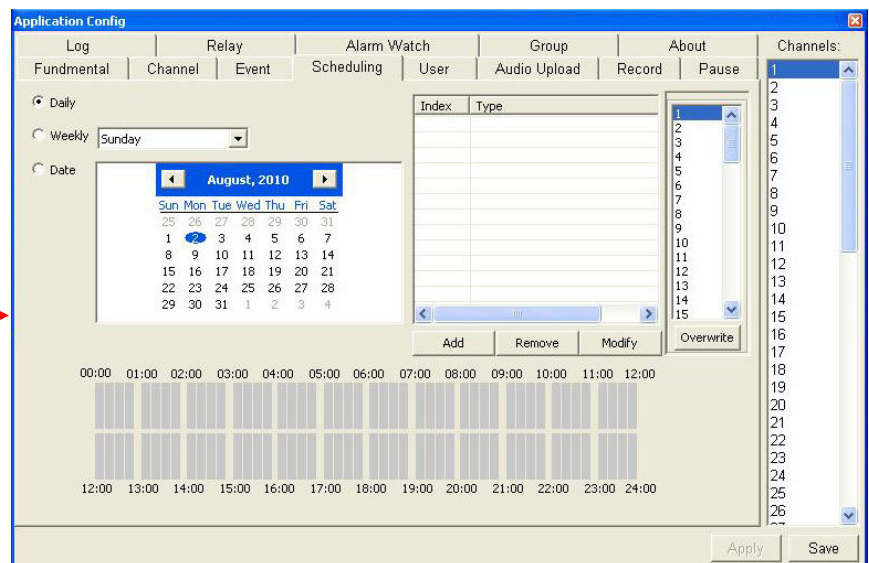 Application Config
Log Relay Alarm Watch Group About Channels:
Fundmental Channel Event Scheduling User Audio Upload Record Pause
Daily
Weekly Sunday
Date
August, 2010
Sun Mon Tue Wed Thu Fri Sat
25 26 27 28 29 30 31
1 2 3 4 5 6 7
8 9 10 11 12 13 14
15 16 17 18 19 20 21
22 23 24 25 26 27 28
29 30 31 1 2 3 4
Index Type
Add Remove Modify
1
2
3
4
5
6
7
8
9
10
11
12
13
14
15
Overwrite
00:00 01:00 02:00 03:00 04:00 05:00 06:00 07:00 08:00 09:00 10:00 11:00 12:00
12:00 13:00 14:00 15:00 16:00 17:00 18:00 19:00 20:00 21:00 22:00 23:00 24:00
1
2
3
4
5
6
7
8
9
10
11
12
13
14
15
16
17
18
19
20
21
22
23
24
25
26
Apply Save